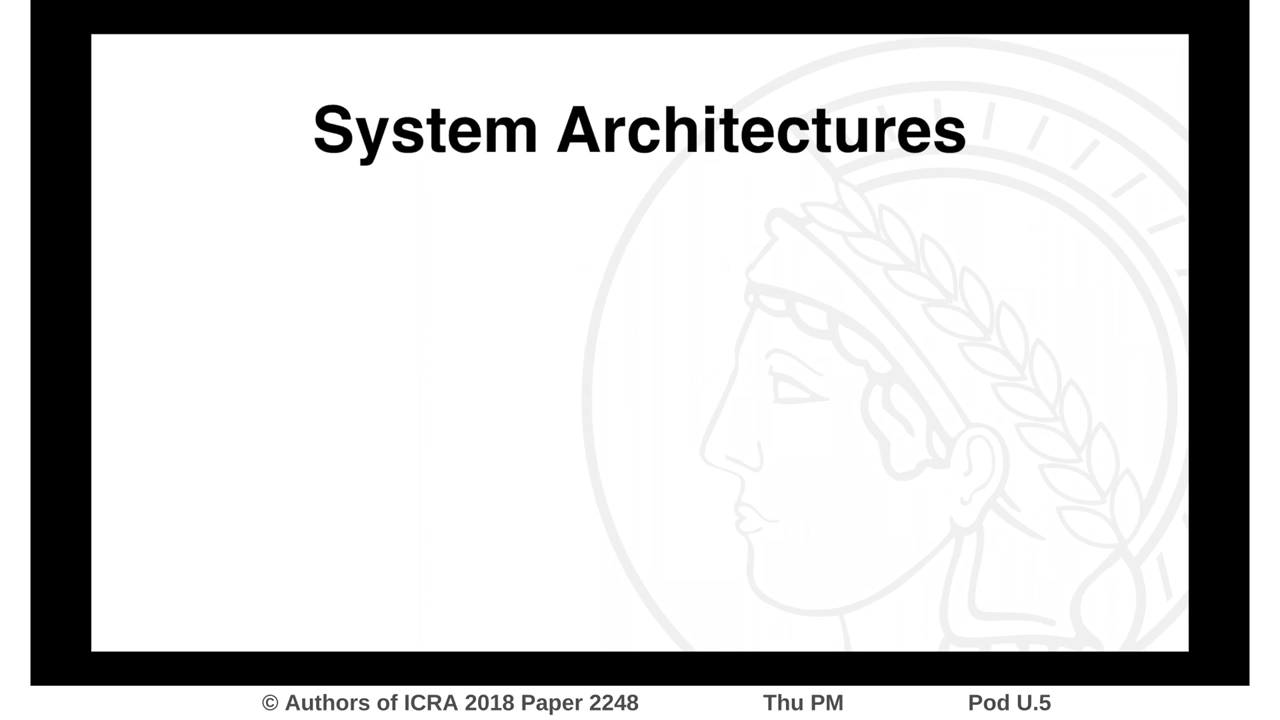 System Architectures
© Authors of ICRA 2018 Paper 2248 Thu PM Pod U.5